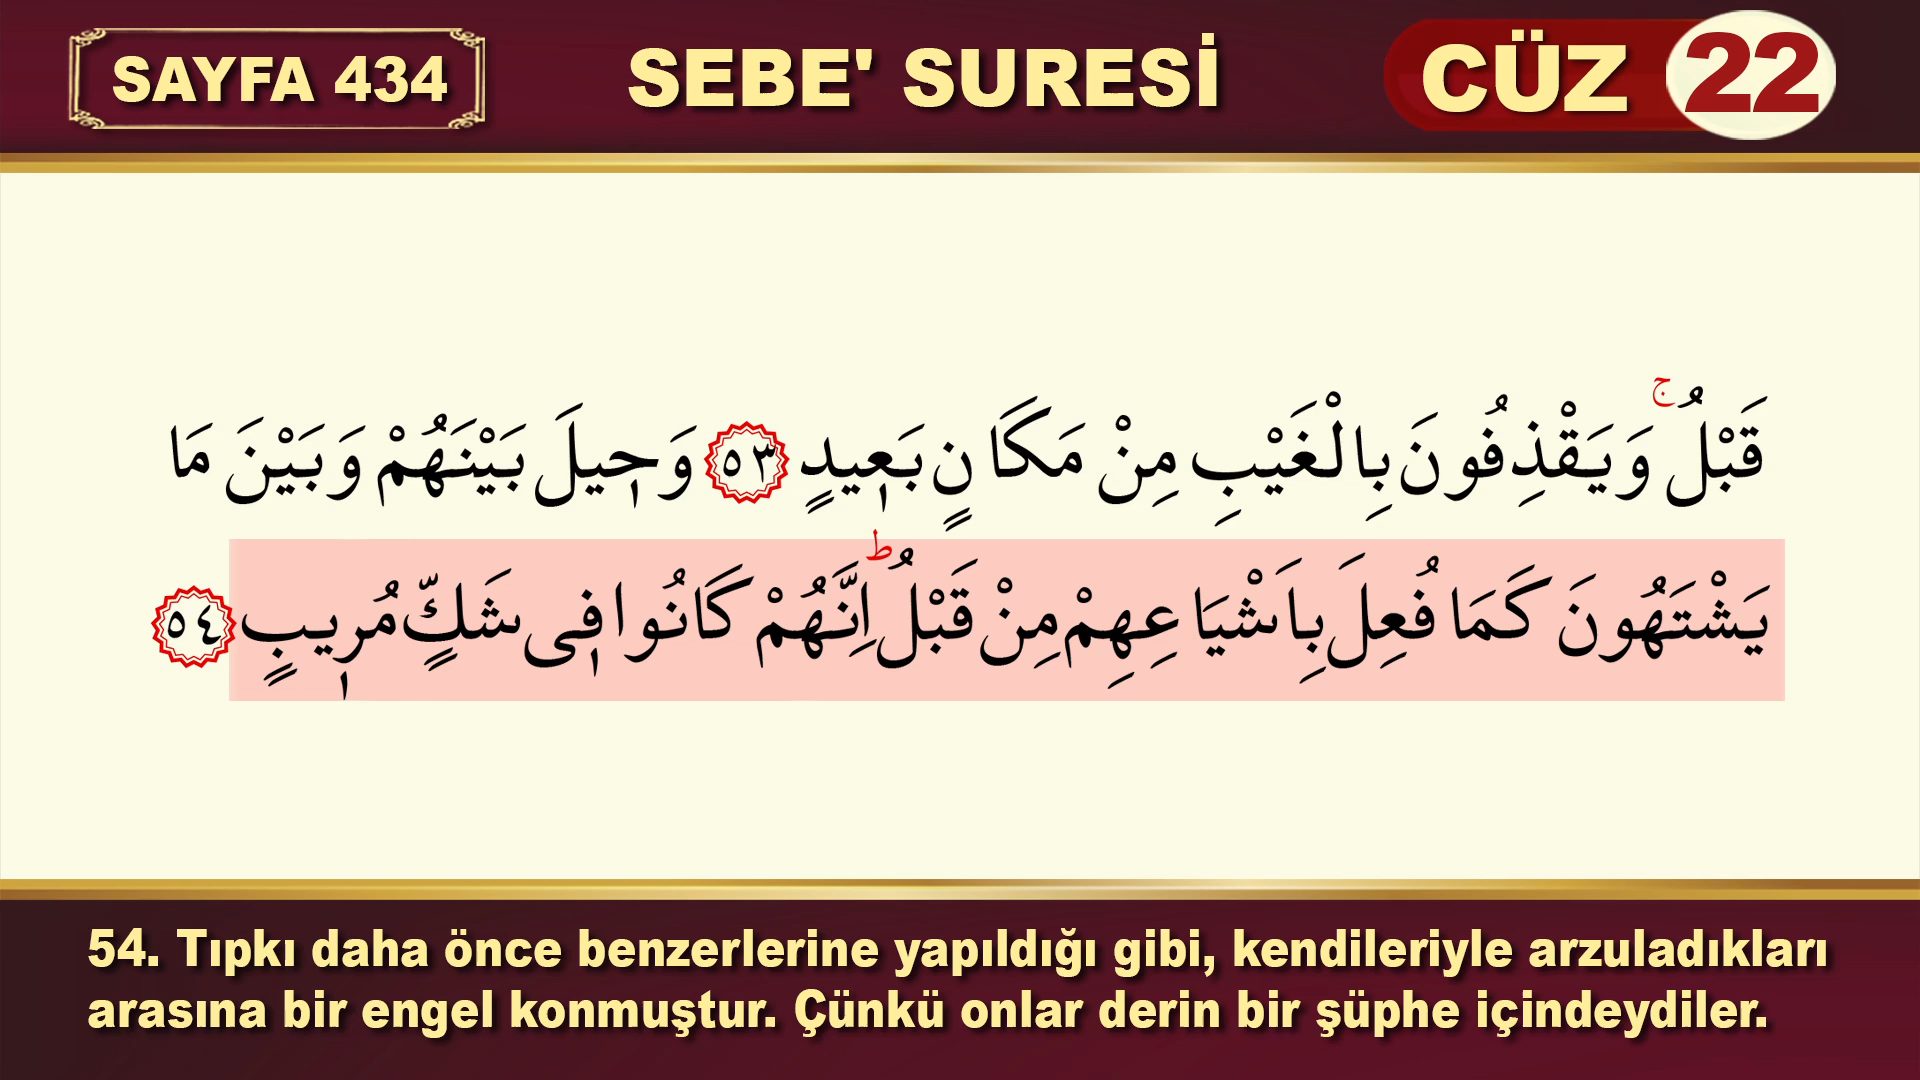 SAYFA 434
SEBE' SURESİ
CÜZ 22
قَبْلُ ۚ وَيَقْذِفُونَ بِالْغَيْبِ مِنْ مَكَانٍ بَعٖيدٍ ٥٣ وَحٖيلَ بَيْنَهُمْ وَبَيْنَ مَا
يَشْتَهُونَ كَمَا فُعِلَ بِاَشْيَاعِهِمْ مِنْ قَبْلُ ؕ اِنَّهُمْ كَانُوا فٖى شَكٍّ مُرٖيبٍ ٥٤
54. Tıpkı daha önce benzerlerine yapıldığı gibi, kendileriyle arzuladıkları
arasına bir engel konmuştur. Çünkü onlar derin bir şüphe içindeydiler.